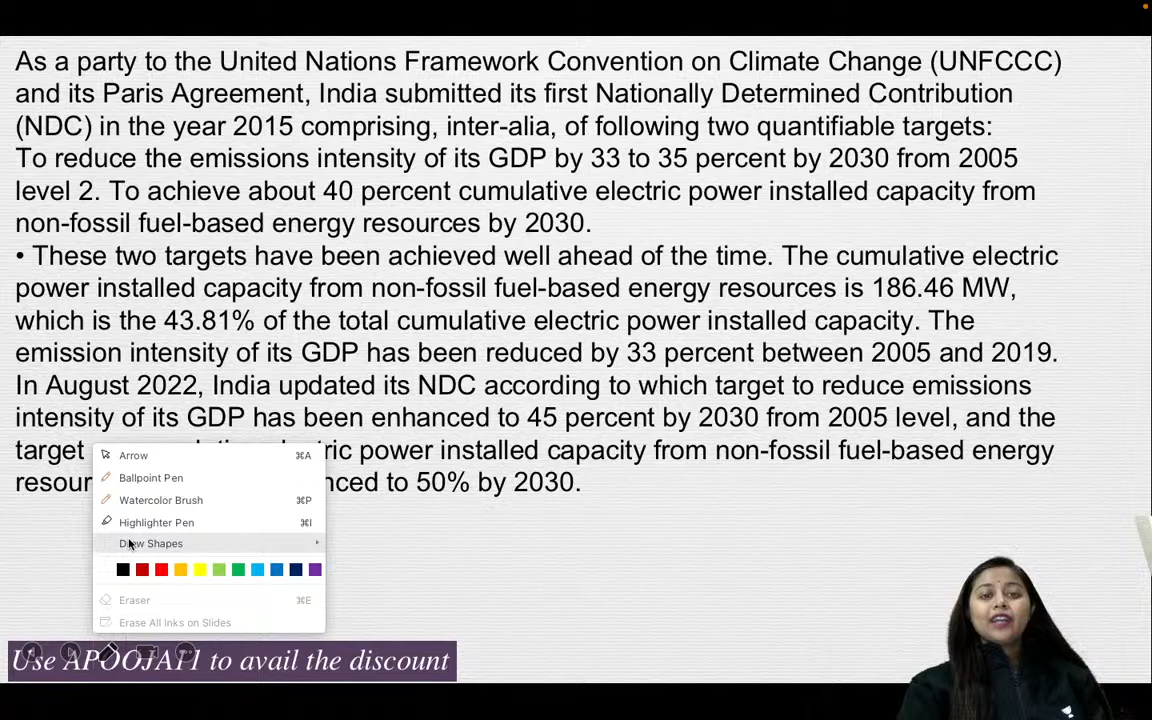 As a party to the United Nations Framework Convention on Climate Change (UNFCCC)
and its Paris Agreement, India submitted its first Nationally Determined Contribution
(NDC) in the year 2015 comprising, inter-alia, of following two quantifiable targets:
To reduce the emissions intensity of its GDP by 33 to 35 percent by 2030 from 2005
level 2. To achieve about 40 percent cumulative electric power installed capacity from
non-fossil fuel-based energy resources by 2030.
• These two targets have been achieved well ahead of the time. The cumulative electric
power installed capacity from non-fossil fuel-based energy resources is 186.46 MW,
which is the 43.81% of the total cumulative electric power installed capacity. The
emission intensity of its GDP has been reduced by 33 percent between 2005 and 2019.
In August 2022, India updated its NDC according to which target to reduce emissions
intensity of its GDP has been enhanced to 45 percent by 2030 from 2005 level, and the
target power installed capacity from non-fossil fuel-based energy
to 50% by 2030.
Arrow ⌘A
Ballpoint Pen
Watercolor Brush ⌘P
Highlighter Pen ⌘I
Draw Shapes
Eraser ⌘E
Erase All Inks on Slides
Use APOOJA11 to avail the discount